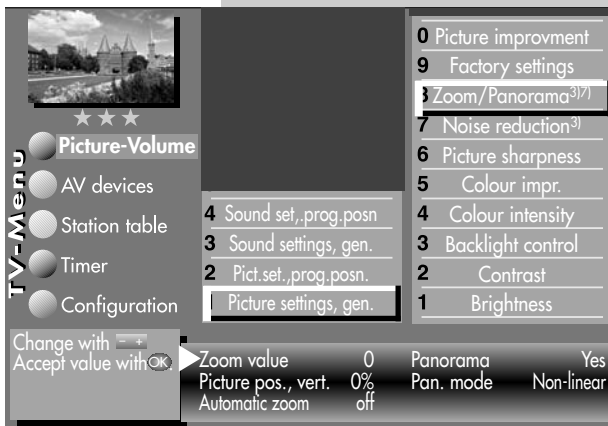 TV-Menu
Picture-Volume
AV devices
Station table
Timer
Configuration
4 Sound set,.prog.posn
3 Sound settings, gen.
2 Pict.set.,prog.posn.
Picture settings, gen.
0 Picture improvment
9 Factory settings
8 Zoom/Panorama3)7)
7 Noise reduction3)
6 Picture sharpness
5 Colour impr.
4 Colour intensity
3 Backlight control
2 Contrast
1 Brightness
Change with - +
Accept value with OK.
Zoom value 0 Panorama Yes
Picture pos., vert. 0% Pan. mode Non-linear
Automatic zoom off